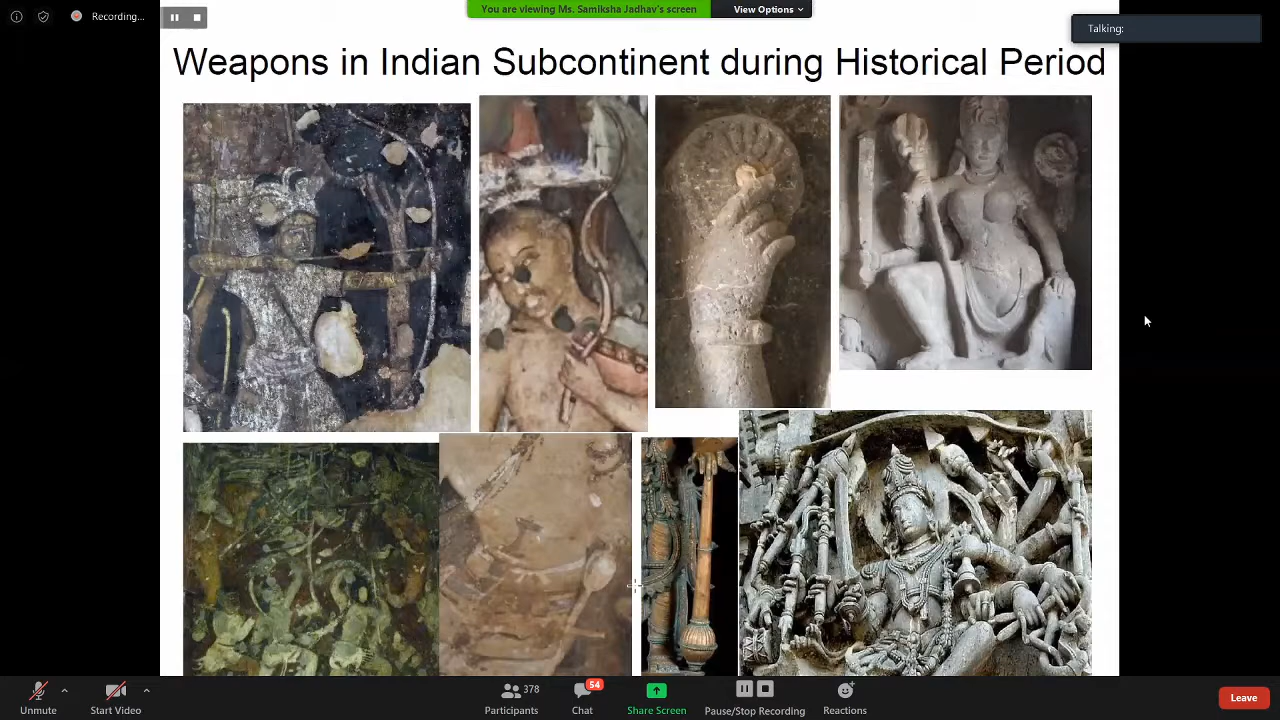 Recording...
You are viewing Ms. Samiksha Jadhav's screen
View Options
Talking:
Weapons in Indian Subcontinent during Historical Period
Unmute
Start Video
378
Participants
54
Chat
Share Screen
Pause/Stop Recording
Reactions
Leave